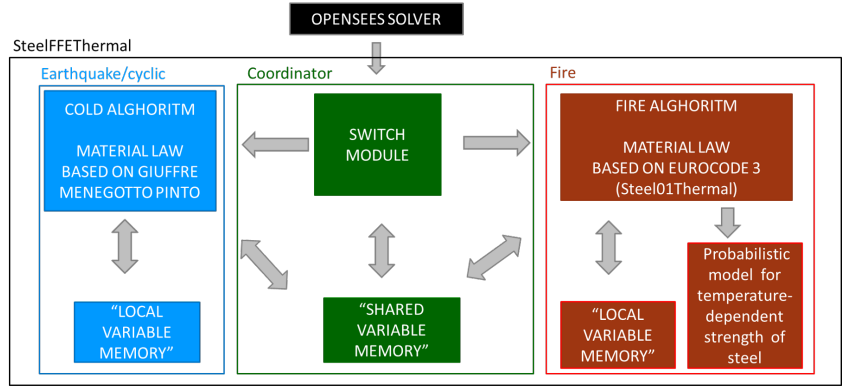 OPENSEES SOLVER
SteelFFEThermal
Earthquake/cyclic
COLD ALGHORITM
MATERIAL LAW
BASED ON GIUFFRE
MENEGOTTO PINTO
"LOCAL
VARIABLE
MEMORY"
Coordinator
SWITCH
MODULE
"SHARED
VARIABLE
MEMORY"
Fire
FIRE ALGHORITM
MATERIAL LAW
BASED ON EUROCODE 3
(Steel01Thermal)
"LOCAL
VARIABLE
MEMORY"
Probabilistic
model for
temperature-
dependent
strength of
steel